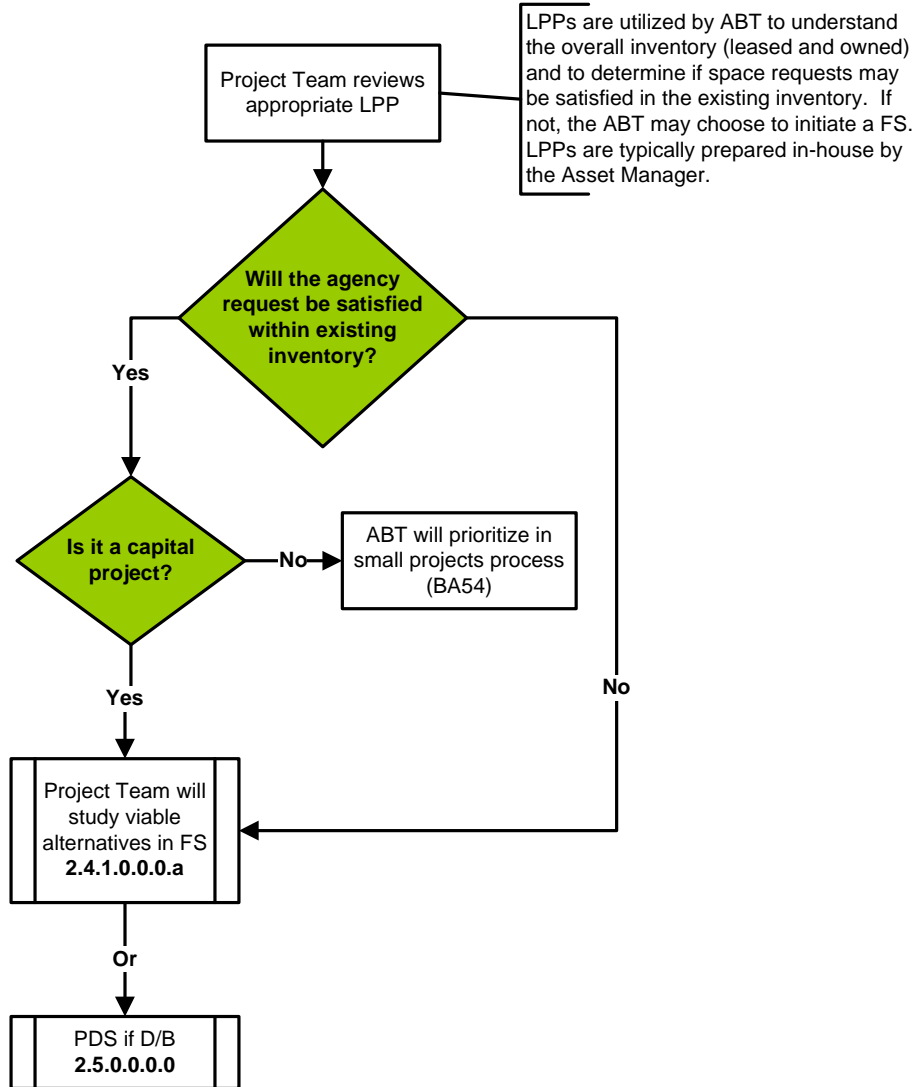 Project Team reviews
appropriate LPP
LPPs are utilized by ABT to understand
the overall inventory (leased and owned)
and to determine if space requests may
be satisfied in the existing inventory.  If
not, the ABT may choose to initiate a FS.
LPPs are typically prepared in-house by
the Asset Manager.
Will the agency
request be satisfied
within existing
inventory?
Yes
Is it a capital
project?
No
ABT will prioritize in
small projects process
(BA54)
Yes
No
Project Team will
study viable
alternatives in FS
2.4.1.0.0.0.a
Or
PDS if D/B
2.5.0.0.0.0